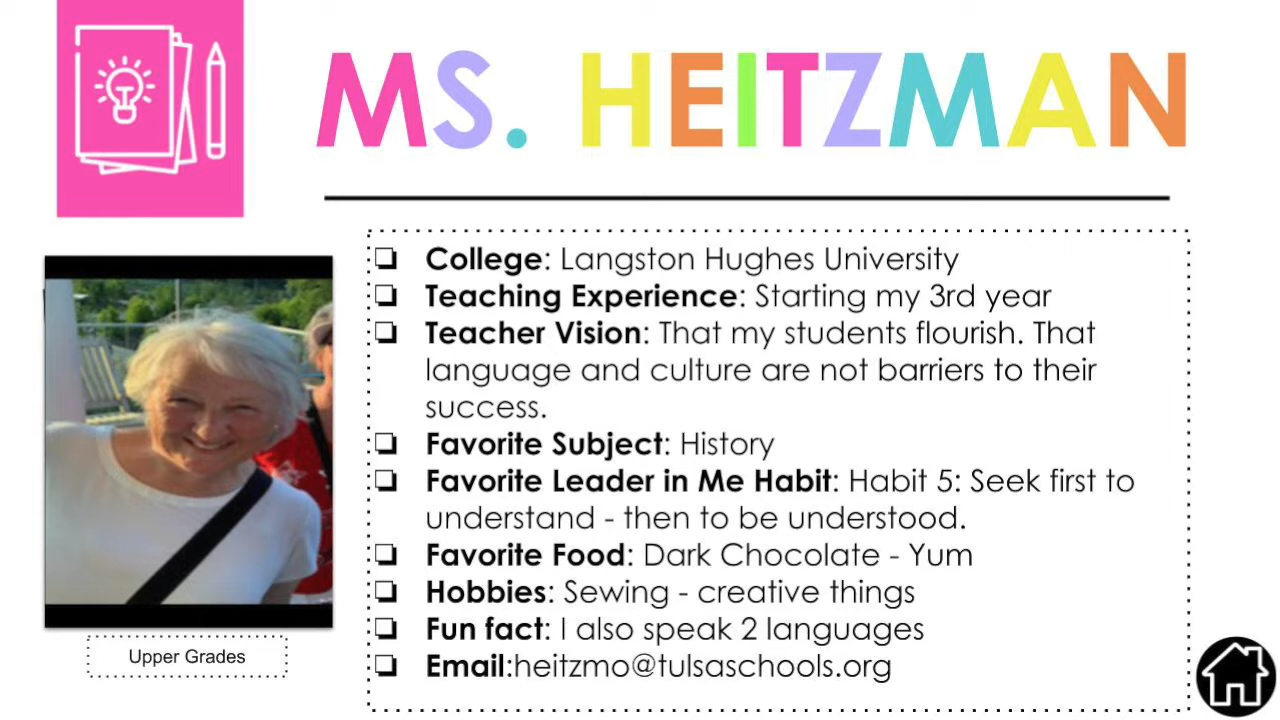 MS. HEITZMAN
College: Langston Hughes University
Teaching Experience: Starting my 3rd year
Teacher Vision: That my students flourish. That
language and culture are not barriers to their
success.
Favorite Subject: History
Favorite Leader in Me Habit: Habit 5: Seek first to
understand - then to be understood.
Favorite Food: Dark Chocolate - Yum
Hobbies: Sewing - creative things
Fun fact: I also speak 2 languages
Email:heitzmo@tulsaschools.org
Upper Grades